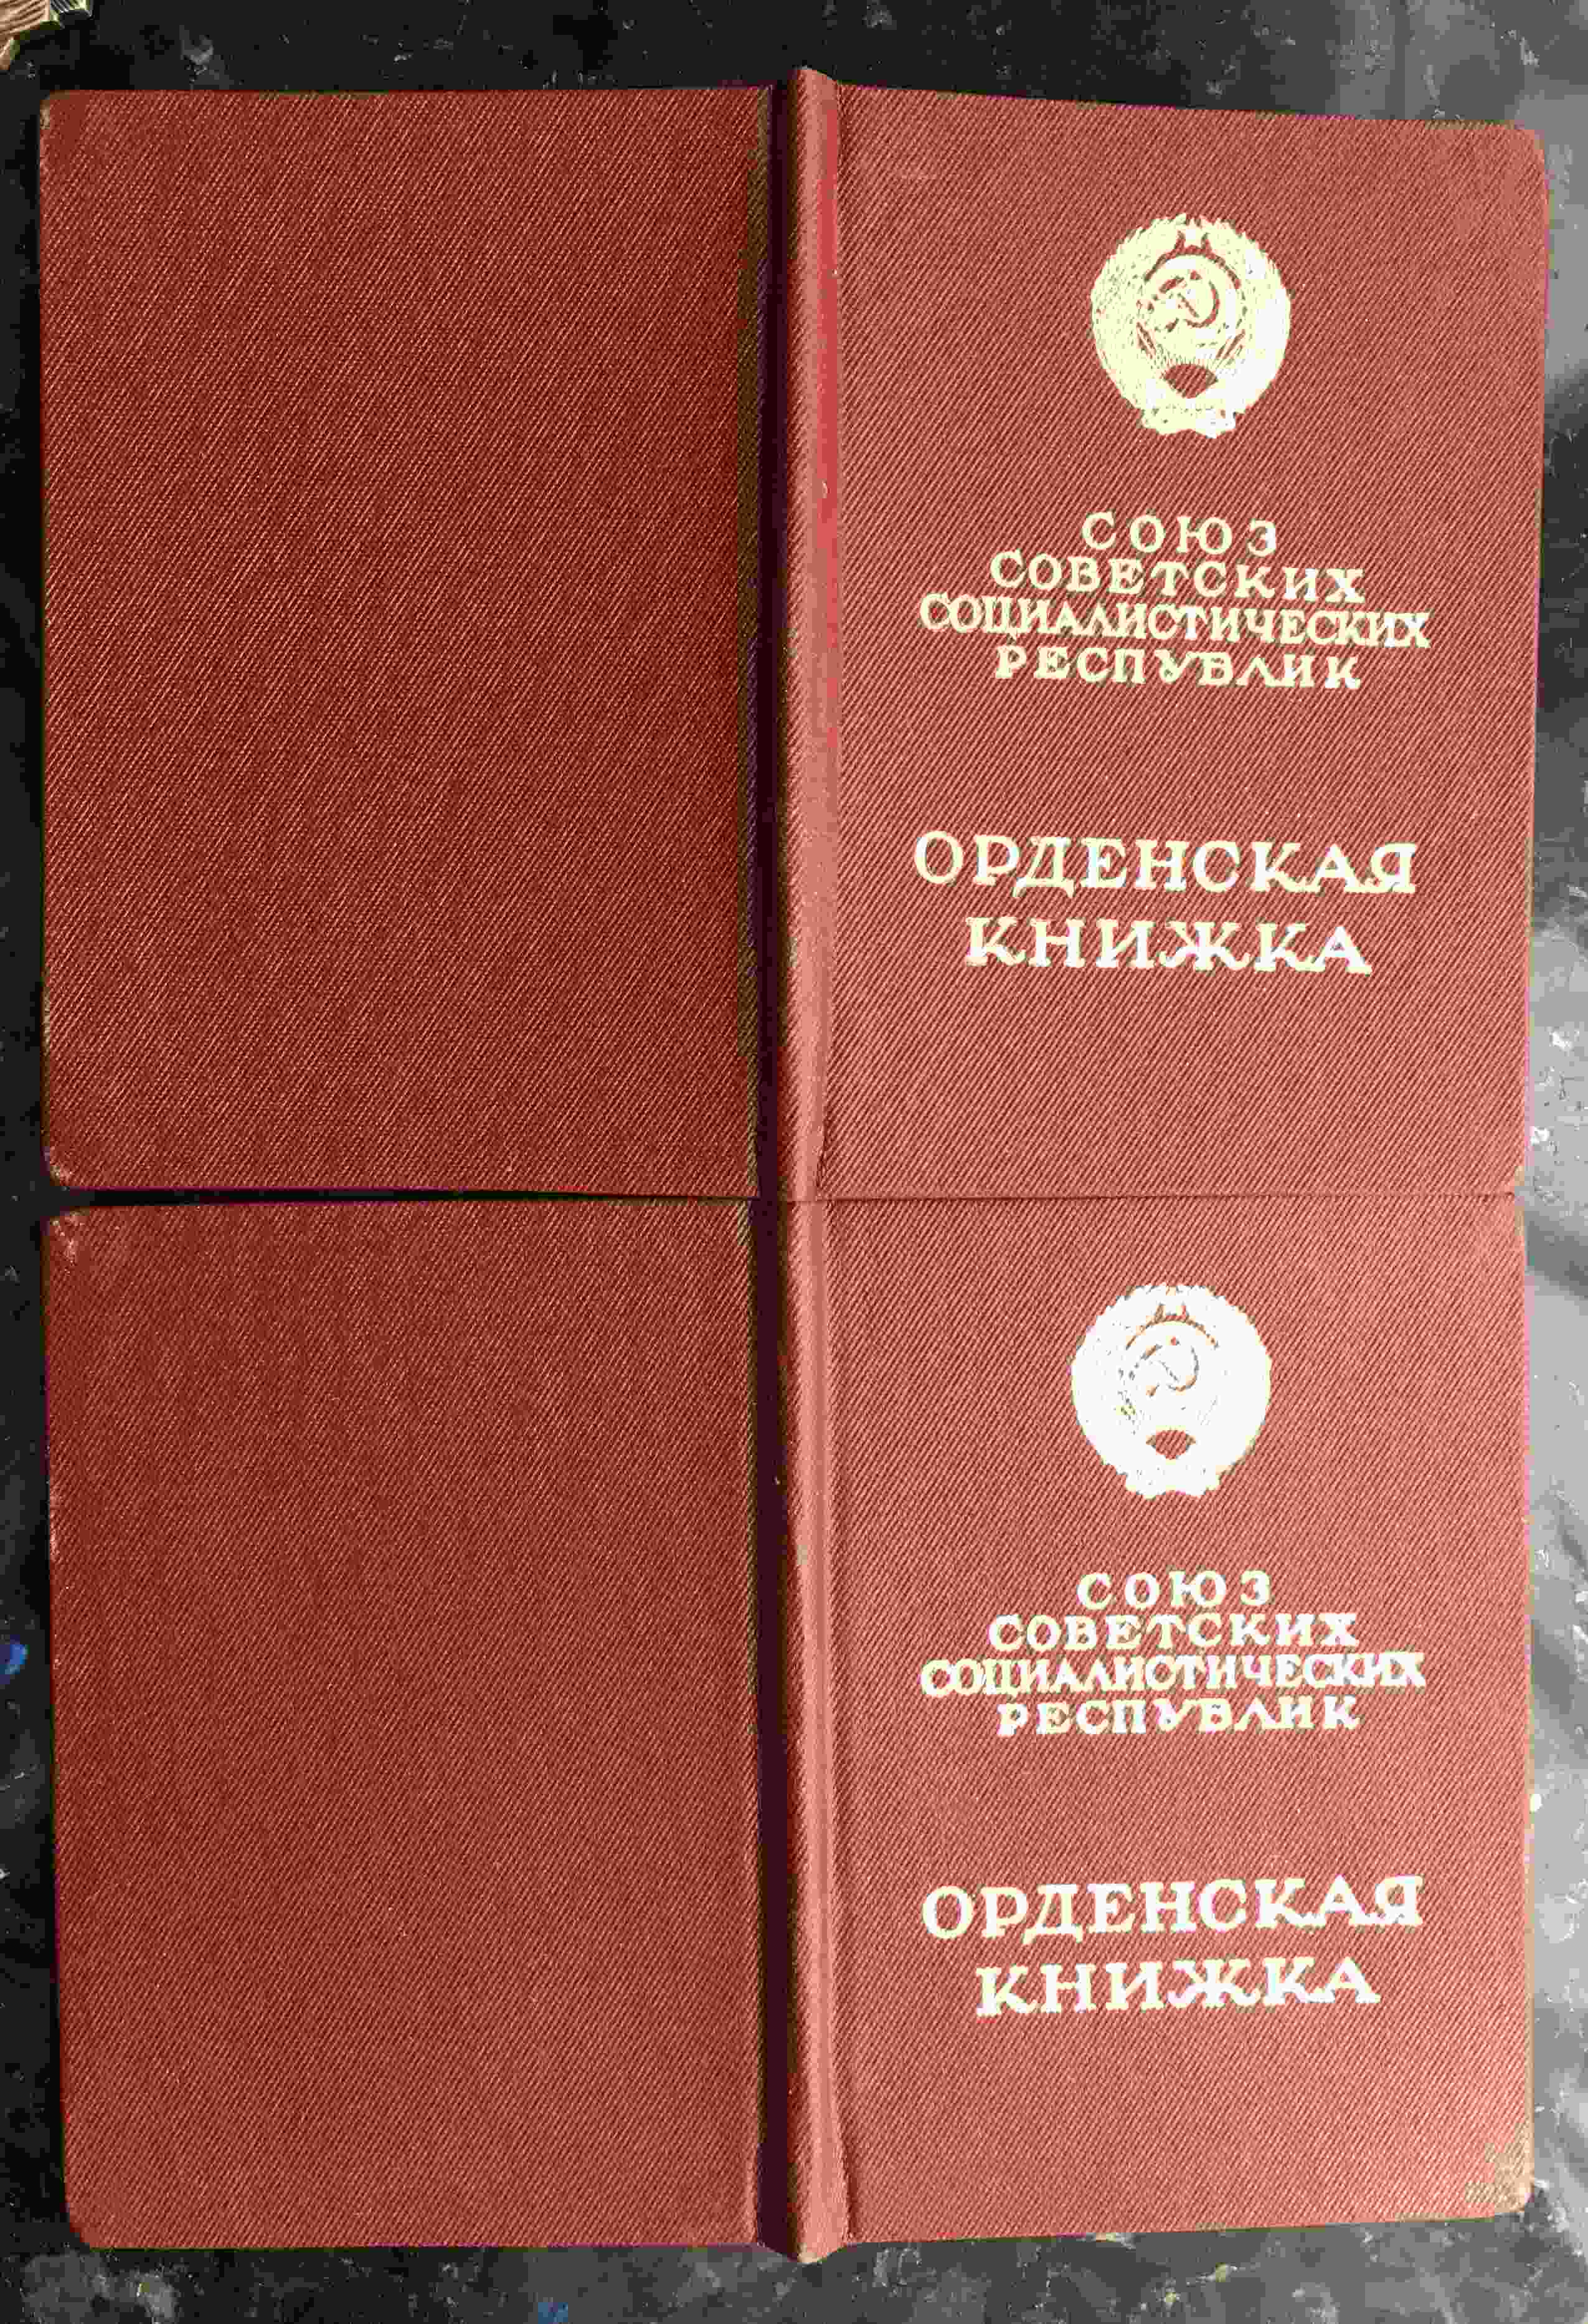 СОЮЗ
СОВЕТСКИХ
СОЦИАЛИСТИЧЕСКИХ
РЕСПУБЛИК
ОРДЕНСКАЯ
КНИЖКА
СОЮЗ
СОВЕТСКИХ
СОЦИАЛИСТИЧЕСКИХ
РЕСПУБЛИК
ОРДЕНСКАЯ
КНИЖКА